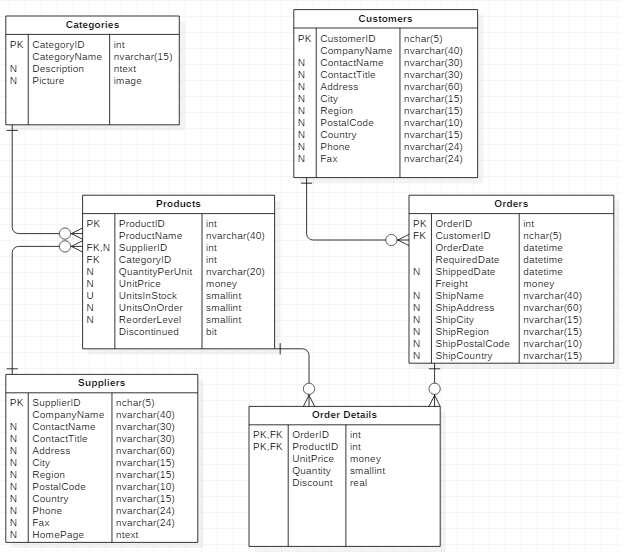 Categories
PK CategoryID int
CategoryName nvarchar(15)
N Description ntext
N Picture image
Customers
PK CustomerID nchar(5)
CompanyName nvarchar(40)
N ContactName nvarchar(30)
N ContactTitle nvarchar(30)
N Address nvarchar(60)
N City nvarchar(15)
N Region nvarchar(15)
N PostalCode nvarchar(10)
N Country nvarchar(15)
N Phone nvarchar(24)
N Fax nvarchar(24)
Products
PK ProductID int
ProductName nvarchar(40)
FK,N SupplierID int
FK CategoryID int
N QuantityPerUnit nvarchar(20)
N UnitPrice money
U UnitsInStock smallint
N UnitsOnOrder smallint
N ReorderLevel smallint
Discontinued bit
Orders
PK OrderID int
FK CustomerID nchar(5)
OrderDate datetime
RequiredDate datetime
N ShippedDate datetime
Freight money
N ShipName nvarchar(40)
N ShipAddress nvarchar(60)
N ShipCity nvarchar(15)
N ShipRegion nvarchar(15)
N ShipPostalCode nvarchar(10)
N ShipCountry nvarchar(15)
Suppliers
PK SupplierID nchar(5)
CompanyName nvarchar(40)
N ContactName nvarchar(30)
N ContactTitle nvarchar(30)
N Address nvarchar(60)
N City nvarchar(15)
N Region nvarchar(15)
N PostalCode nvarchar(10)
N Country nvarchar(15)
N Phone nvarchar(24)
N Fax nvarchar(24)
N HomePage ntext
Order Details
PK,FK OrderID int
PK,FK ProductID int
UnitPrice money
Quantity smallint
Discount real